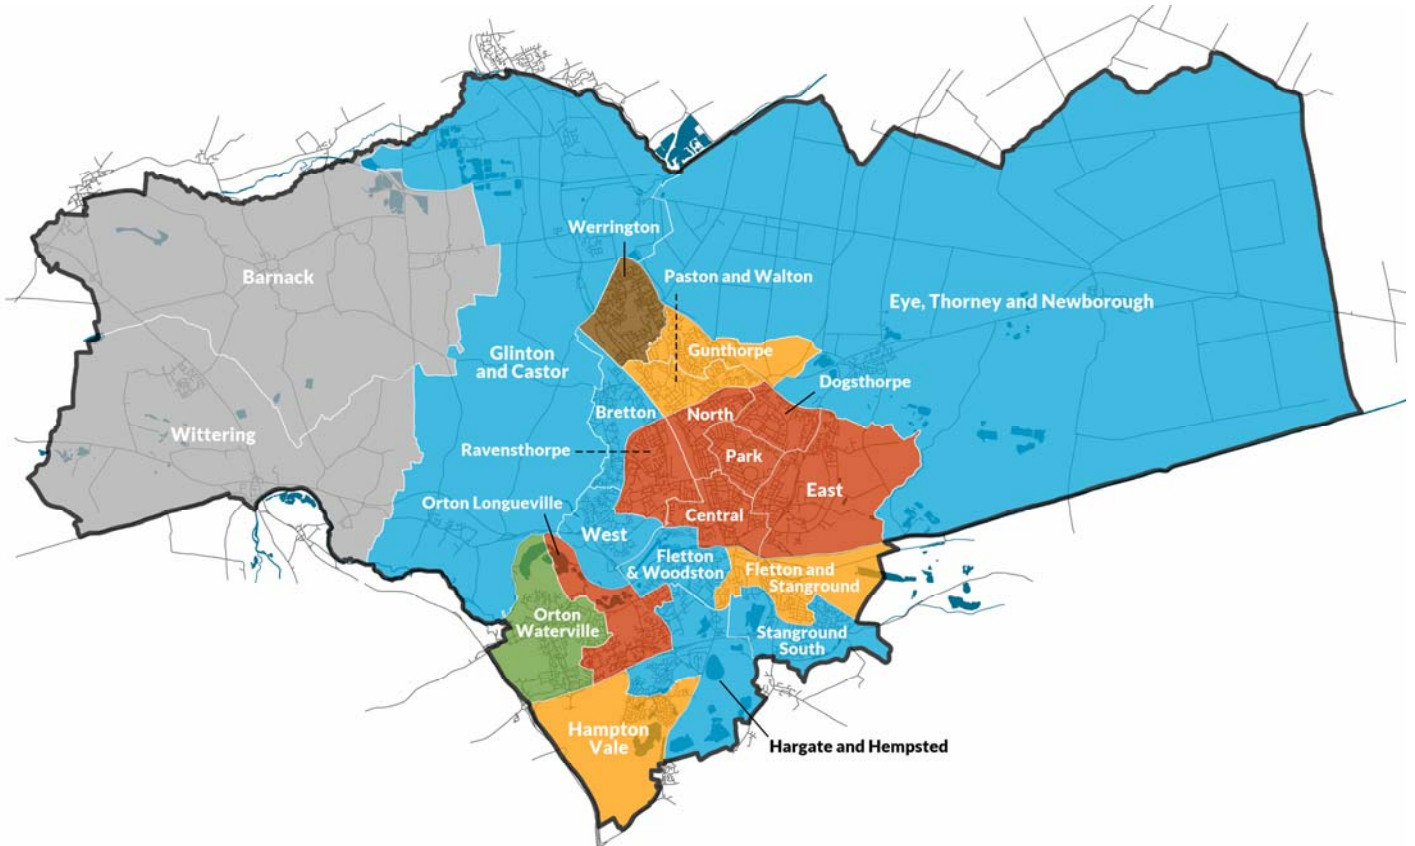 Werrington
Paston and Walton
Barnack
Eye, Thorney and Newborough
Glinton
and Castor
Gunthorpe
Dogsthorpe
Bretton
North
Wittering
Ravensthorpe
Park
East
Orton Longueville
Central
West
Fletton
& Woodston
Fletton and
Stanground
Orton
Waterville
Stanground
South
Hampton
Vale
Hargate and Hempsted